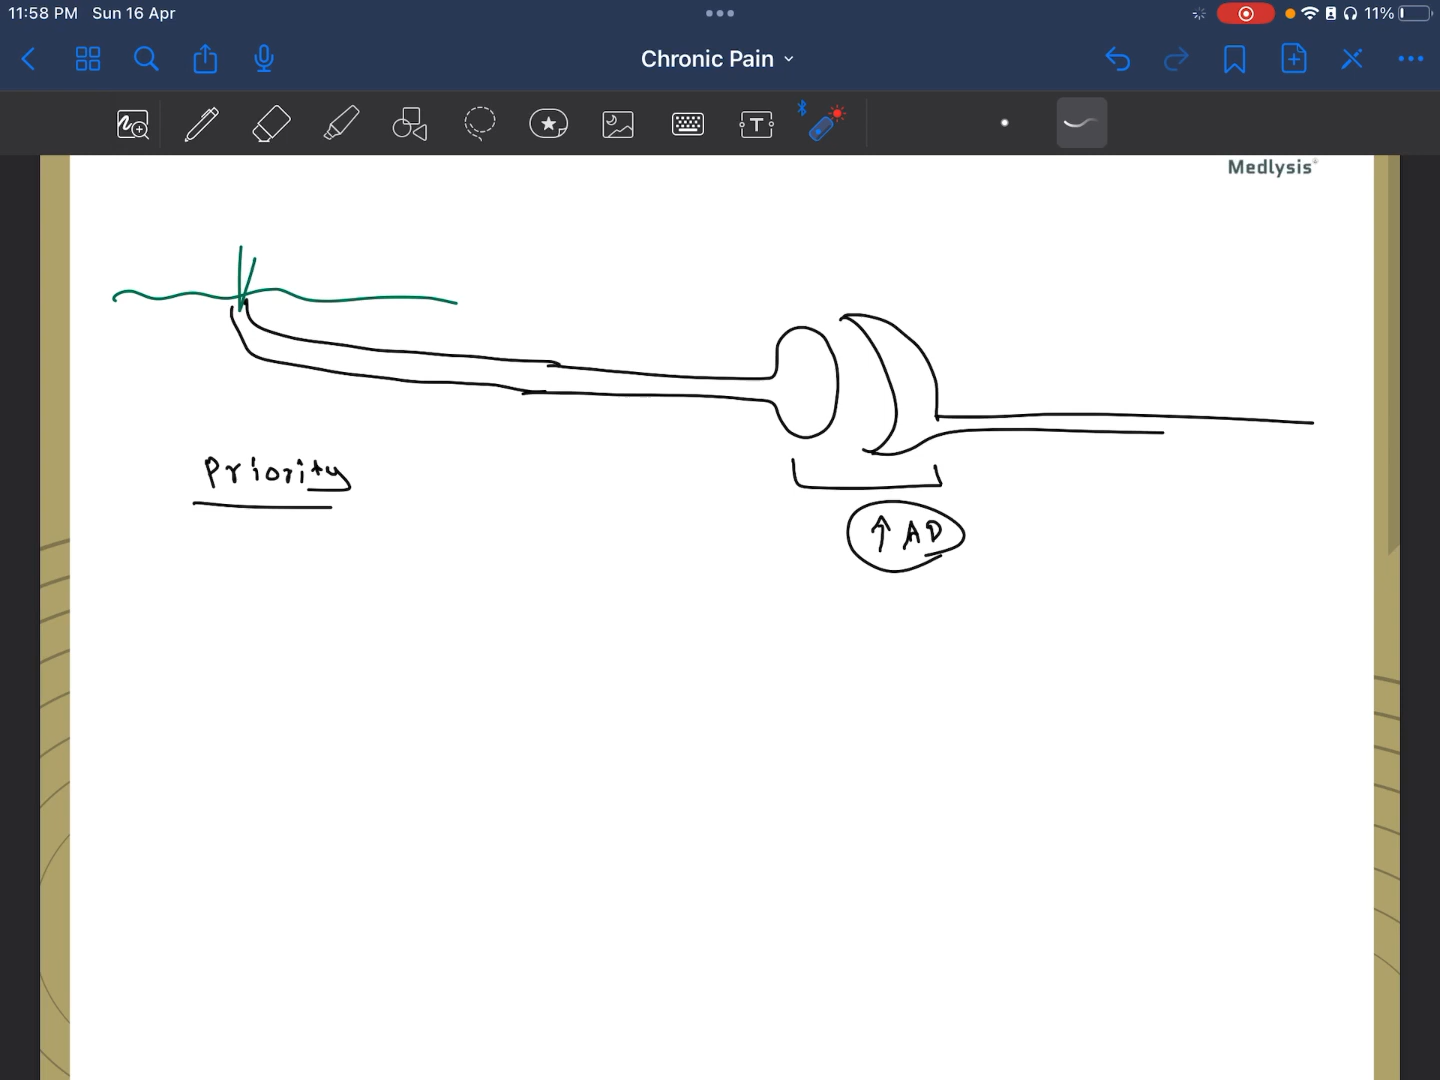 11:58 PM Sun 16 Apr
11%
Chronic Pain
T
Medlysis
Priority
↑ AD